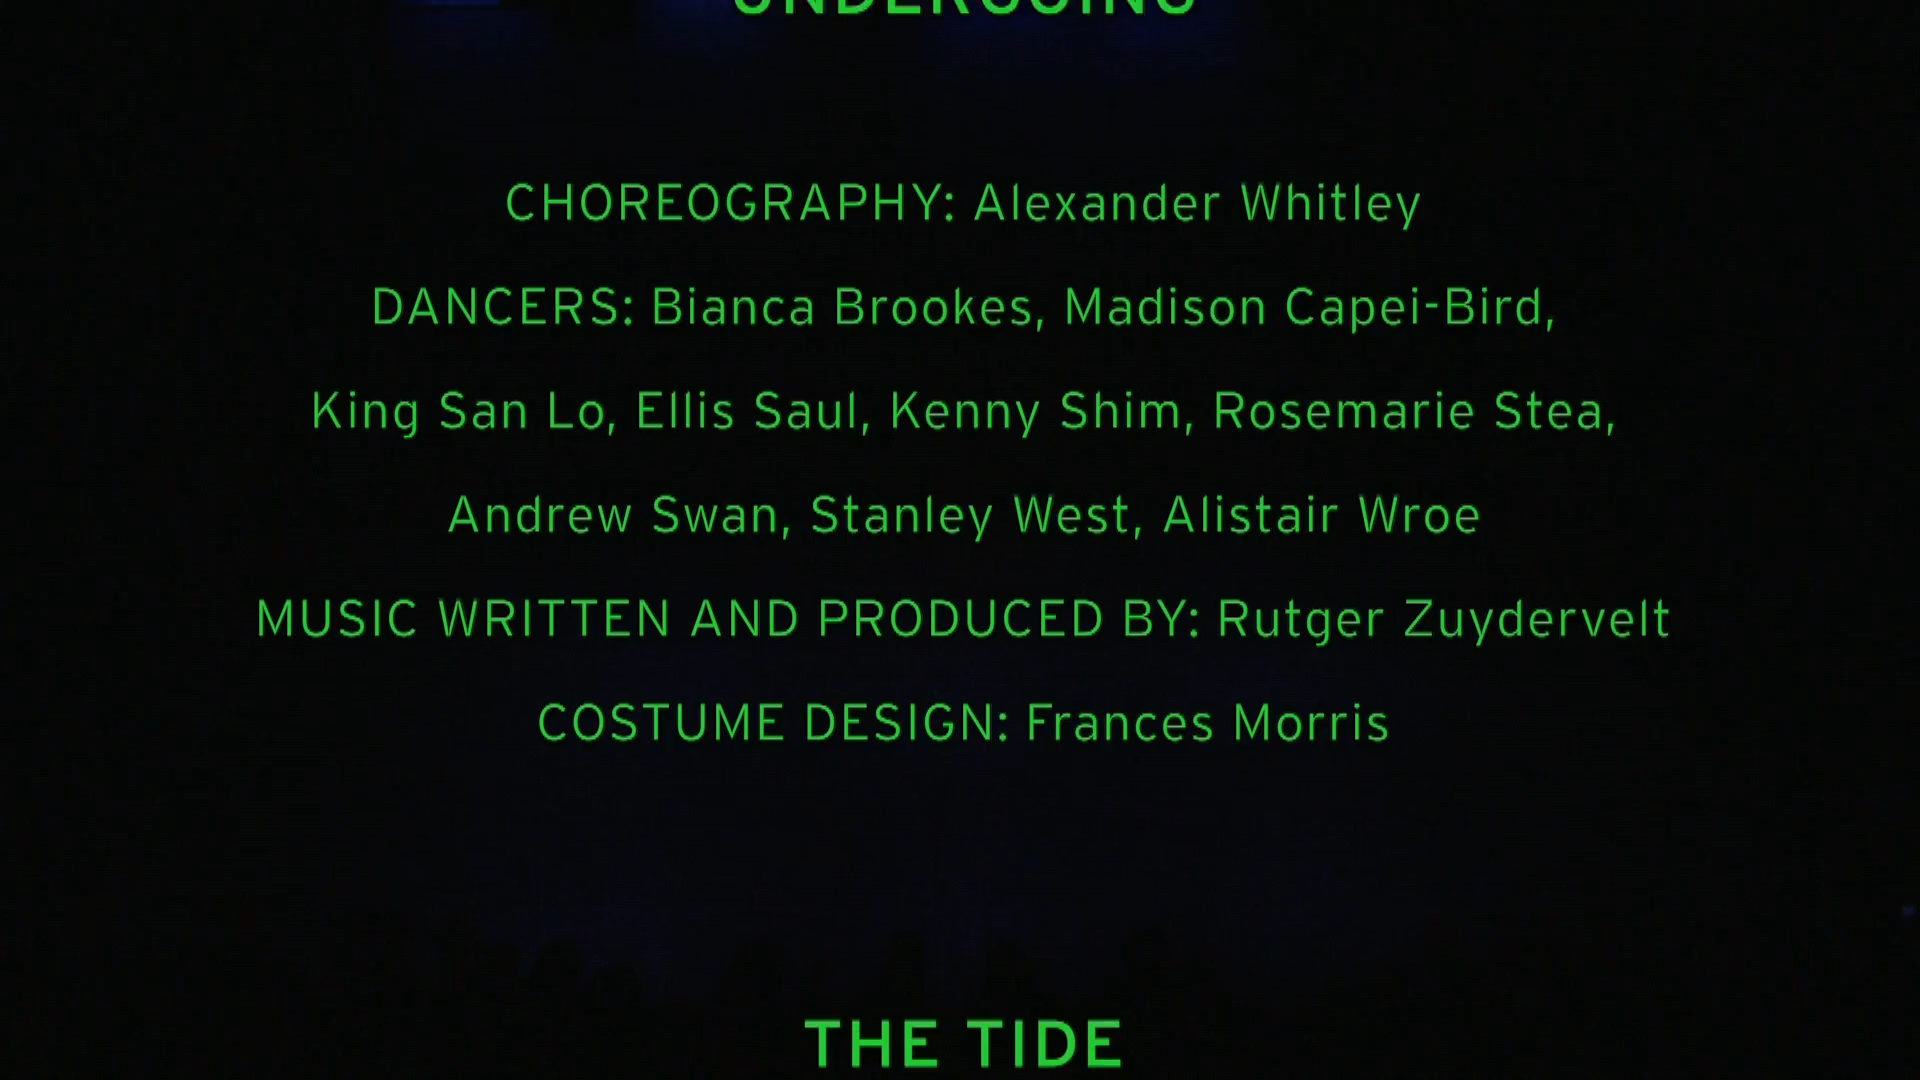 UNDERGOING
CHOREOGRAPHY: Alexander Whitley
DANCERS: Bianca Brookes, Madison Capei-Bird,
King San Lo, Ellis Saul, Kenny Shim, Rosemarie Stea,
Andrew Swan, Stanley West, Alistair Wroe
MUSIC WRITTEN AND PRODUCED BY: Rutger Zuydervelt
COSTUME DESIGN: Frances Morris
THE TIDE